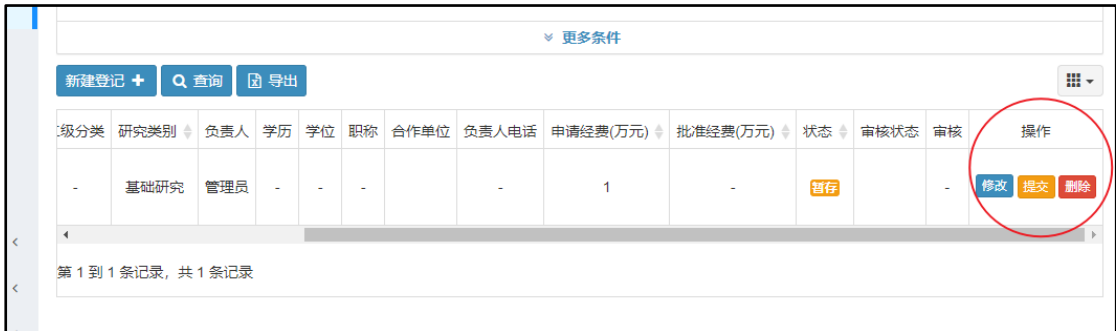 更多条件
新建登记 查询 导出
级分类 研究类别 负责人 学历 学位 职称 合作单位 负责人电话 申请经费(万元) 批准经费(万元) 状态 审核状态 审核 操作
- 基础研究 管理员 - - - - 1 - 暂存 - 修改 提交 删除
第 1 到 1 条记录，共 1 条记录